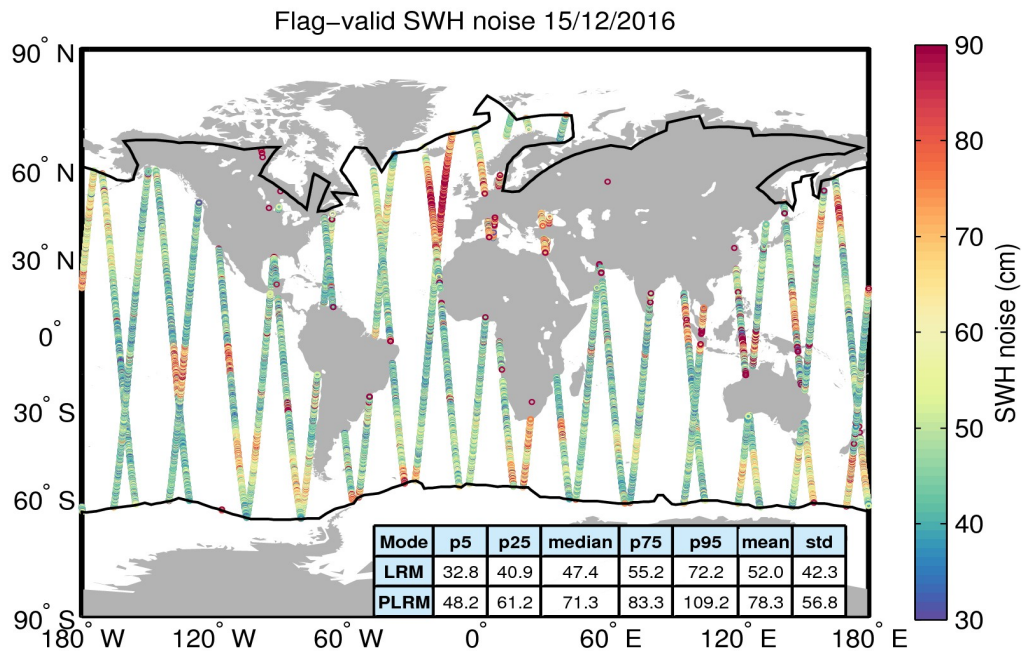 Flag−valid SWH noise 15/12/2016
90° N
60° N
30° N
0°
30° S
60° S
90° S
180° W
120° W
60° W
0°
60° E
120° E
180° E
90
80
70
60
50
40
30
SWH noise (cm)
Mode p5 p25 median p75 p95 mean std
LRM 32.8 40.9 47.4 55.2 72.2 52.0 42.3
PLRM 48.2 61.2 71.3 83.3 109.2 78.3 56.8